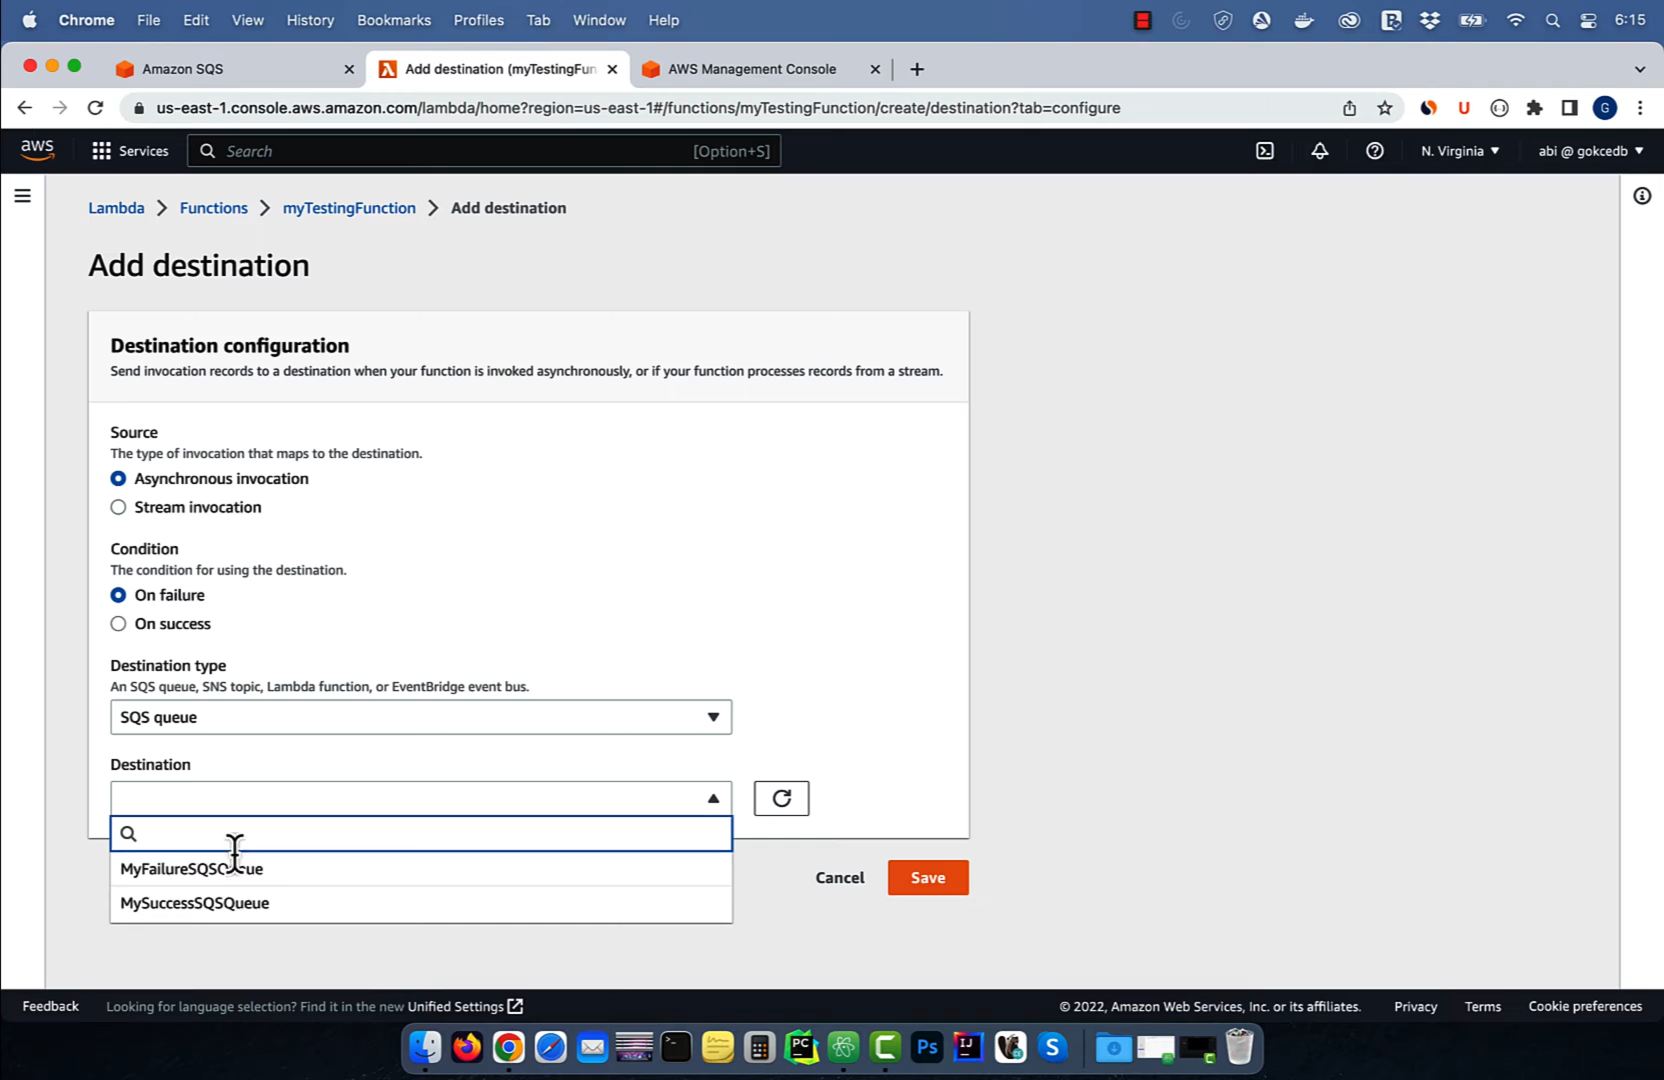 Chrome File Edit View History Bookmarks Profiles Tab Window Help 6:15
Amazon SQS Add destination (myTestingFun AWS Management Console
us-east-1.console.aws.amazon.com/lambda/home?region=us-east-1#/functions/myTestingFunction/create/destination?tab=configure U G
aws Services Search [Option+S] N. Virginia abi @ gokcedb
Lambda Functions myTestingFunction Add destination
Add destination
Destination configuration
Send invocation records to a destination when your function is invoked asynchronously, or if your function processes records from a stream.
Source
The type of invocation that maps to the destination.
Asynchronous invocation
Stream invocation
Condition
The condition for using the destination.
On failure
On success
Destination type
An SQS queue, SNS topic, Lambda function, or EventBridge event bus.
SQS queue
Destination
MyFailureSQSQueue
MySuccessSQSQueue
Cancel Save
Feedback Looking for language selection? Find it in the new Unified Settings © 2022, Amazon Web Services, Inc. or its affiliates. Privacy Terms Cookie preferences
PC C Ps IJ S